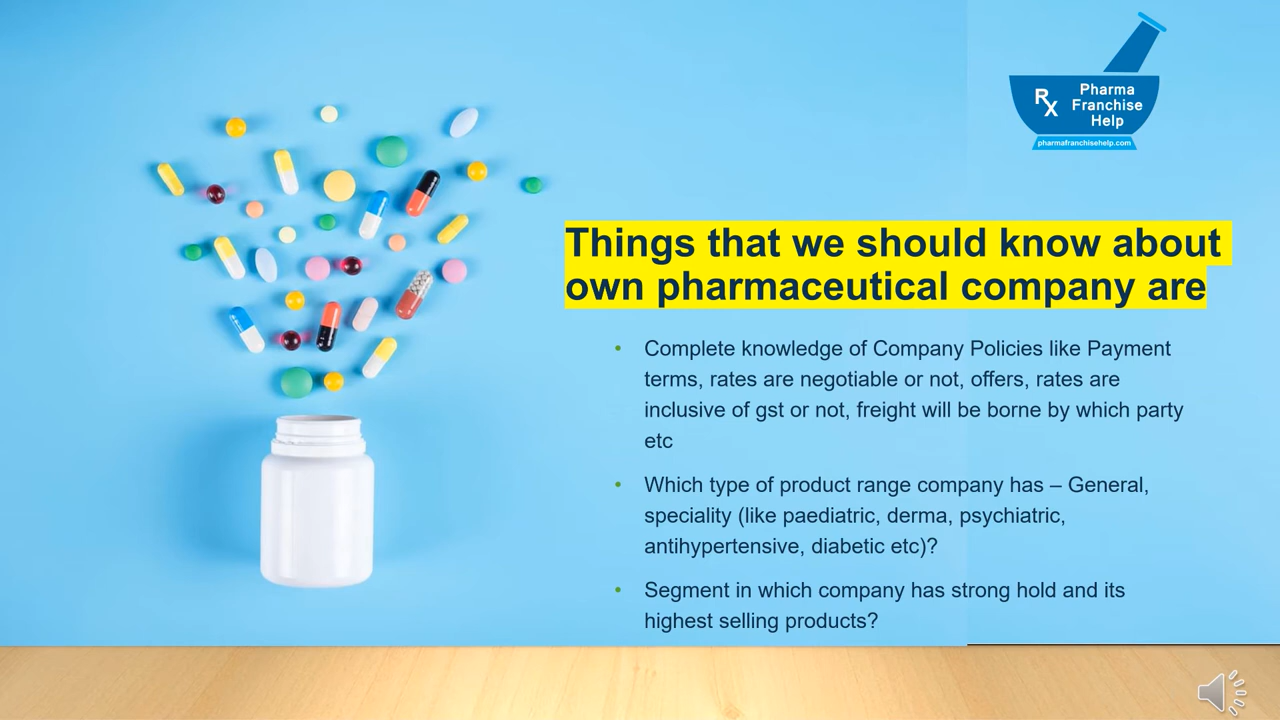 Rx
Pharma
Franchise
Help
pharmafranchisehelp.com
Things that we should know about
own pharmaceutical company are
• Complete knowledge of Company Policies like Payment
terms, rates are negotiable or not, offers, rates are
inclusive of gst or not, freight will be borne by which party
etc
• Which type of product range company has – General,
speciality (like paediatric, derma, psychiatric,
antihypertensive, diabetic etc)?
• Segment in which company has strong hold and its
highest selling products?